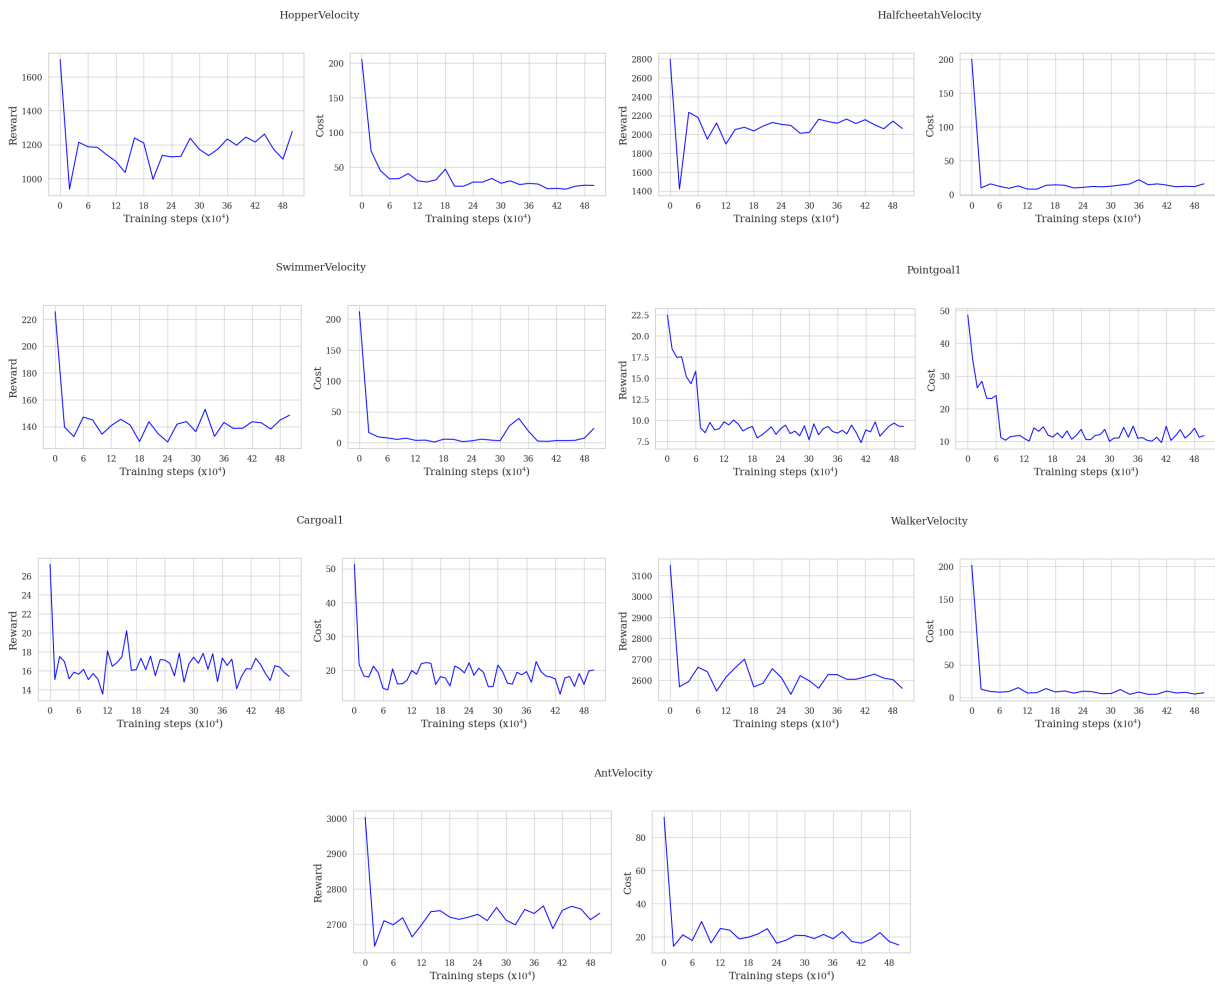 HopperVelocity
HalfcheetahVelocity
Reward
1600
1400
1200
1000
0 6 12 18 24 30 36 42 48
Training steps (x10⁴)
Cost
200
150
100
50
0 6 12 18 24 30 36 42 48
Training steps (x10⁴)
Reward
2800
2600
2400
2200
2000
1800
1600
1400
0 6 12 18 24 30 36 42 48
Training steps (x10⁴)
Cost
200
150
100
50
0
0 6 12 18 24 30 36 42 48
Training steps (x10⁴)
SwimmerVelocity
Pointgoal1
Reward
220
200
180
160
140
0 6 12 18 24 30 36 42 48
Training steps (x10⁴)
Cost
200
150
100
50
0
0 6 12 18 24 30 36 42 48
Training steps (x10⁴)
Reward
22.5
20.0
17.5
15.0
12.5
10.0
7.5
0 6 12 18 24 30 36 42 48
Training steps (x10⁴)
Cost
50
40
30
20
10
0 6 12 18 24 30 36 42 48
Training steps (x10⁴)
Cargoal1
WalkerVelocity
Reward
26
24
22
20
18
16
14
0 6 12 18 24 30 36 42 48
Training steps (x10⁴)
Cost
50
40
30
20
0 6 12 18 24 30 36 42 48
Training steps (x10⁴)
Reward
3100
3000
2900
2800
2700
2600
0 6 12 18 24 30 36 42 48
Training steps (x10⁴)
Cost
200
150
100
50
0
0 6 12 18 24 30 36 42 48
Training steps (x10⁴)
AntVelocity
Reward
3000
2900
2800
2700
0 6 12 18 24 30 36 42 48
Training steps (x10⁴)
Cost
80
60
40
20
0 6 12 18 24 30 36 42 48
Training steps (x10⁴)